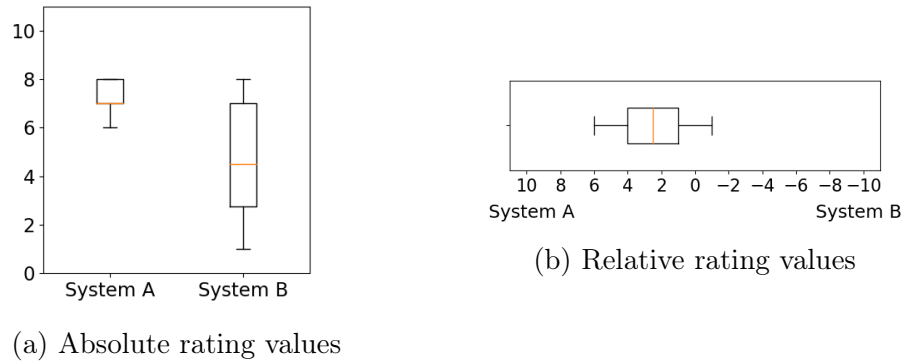 10
8
6
4
2
0
System A System B
(a) Absolute rating values
10 8 6 4 2 0 −2 −4 −6 −8 −10
System A System B
(b) Relative rating values